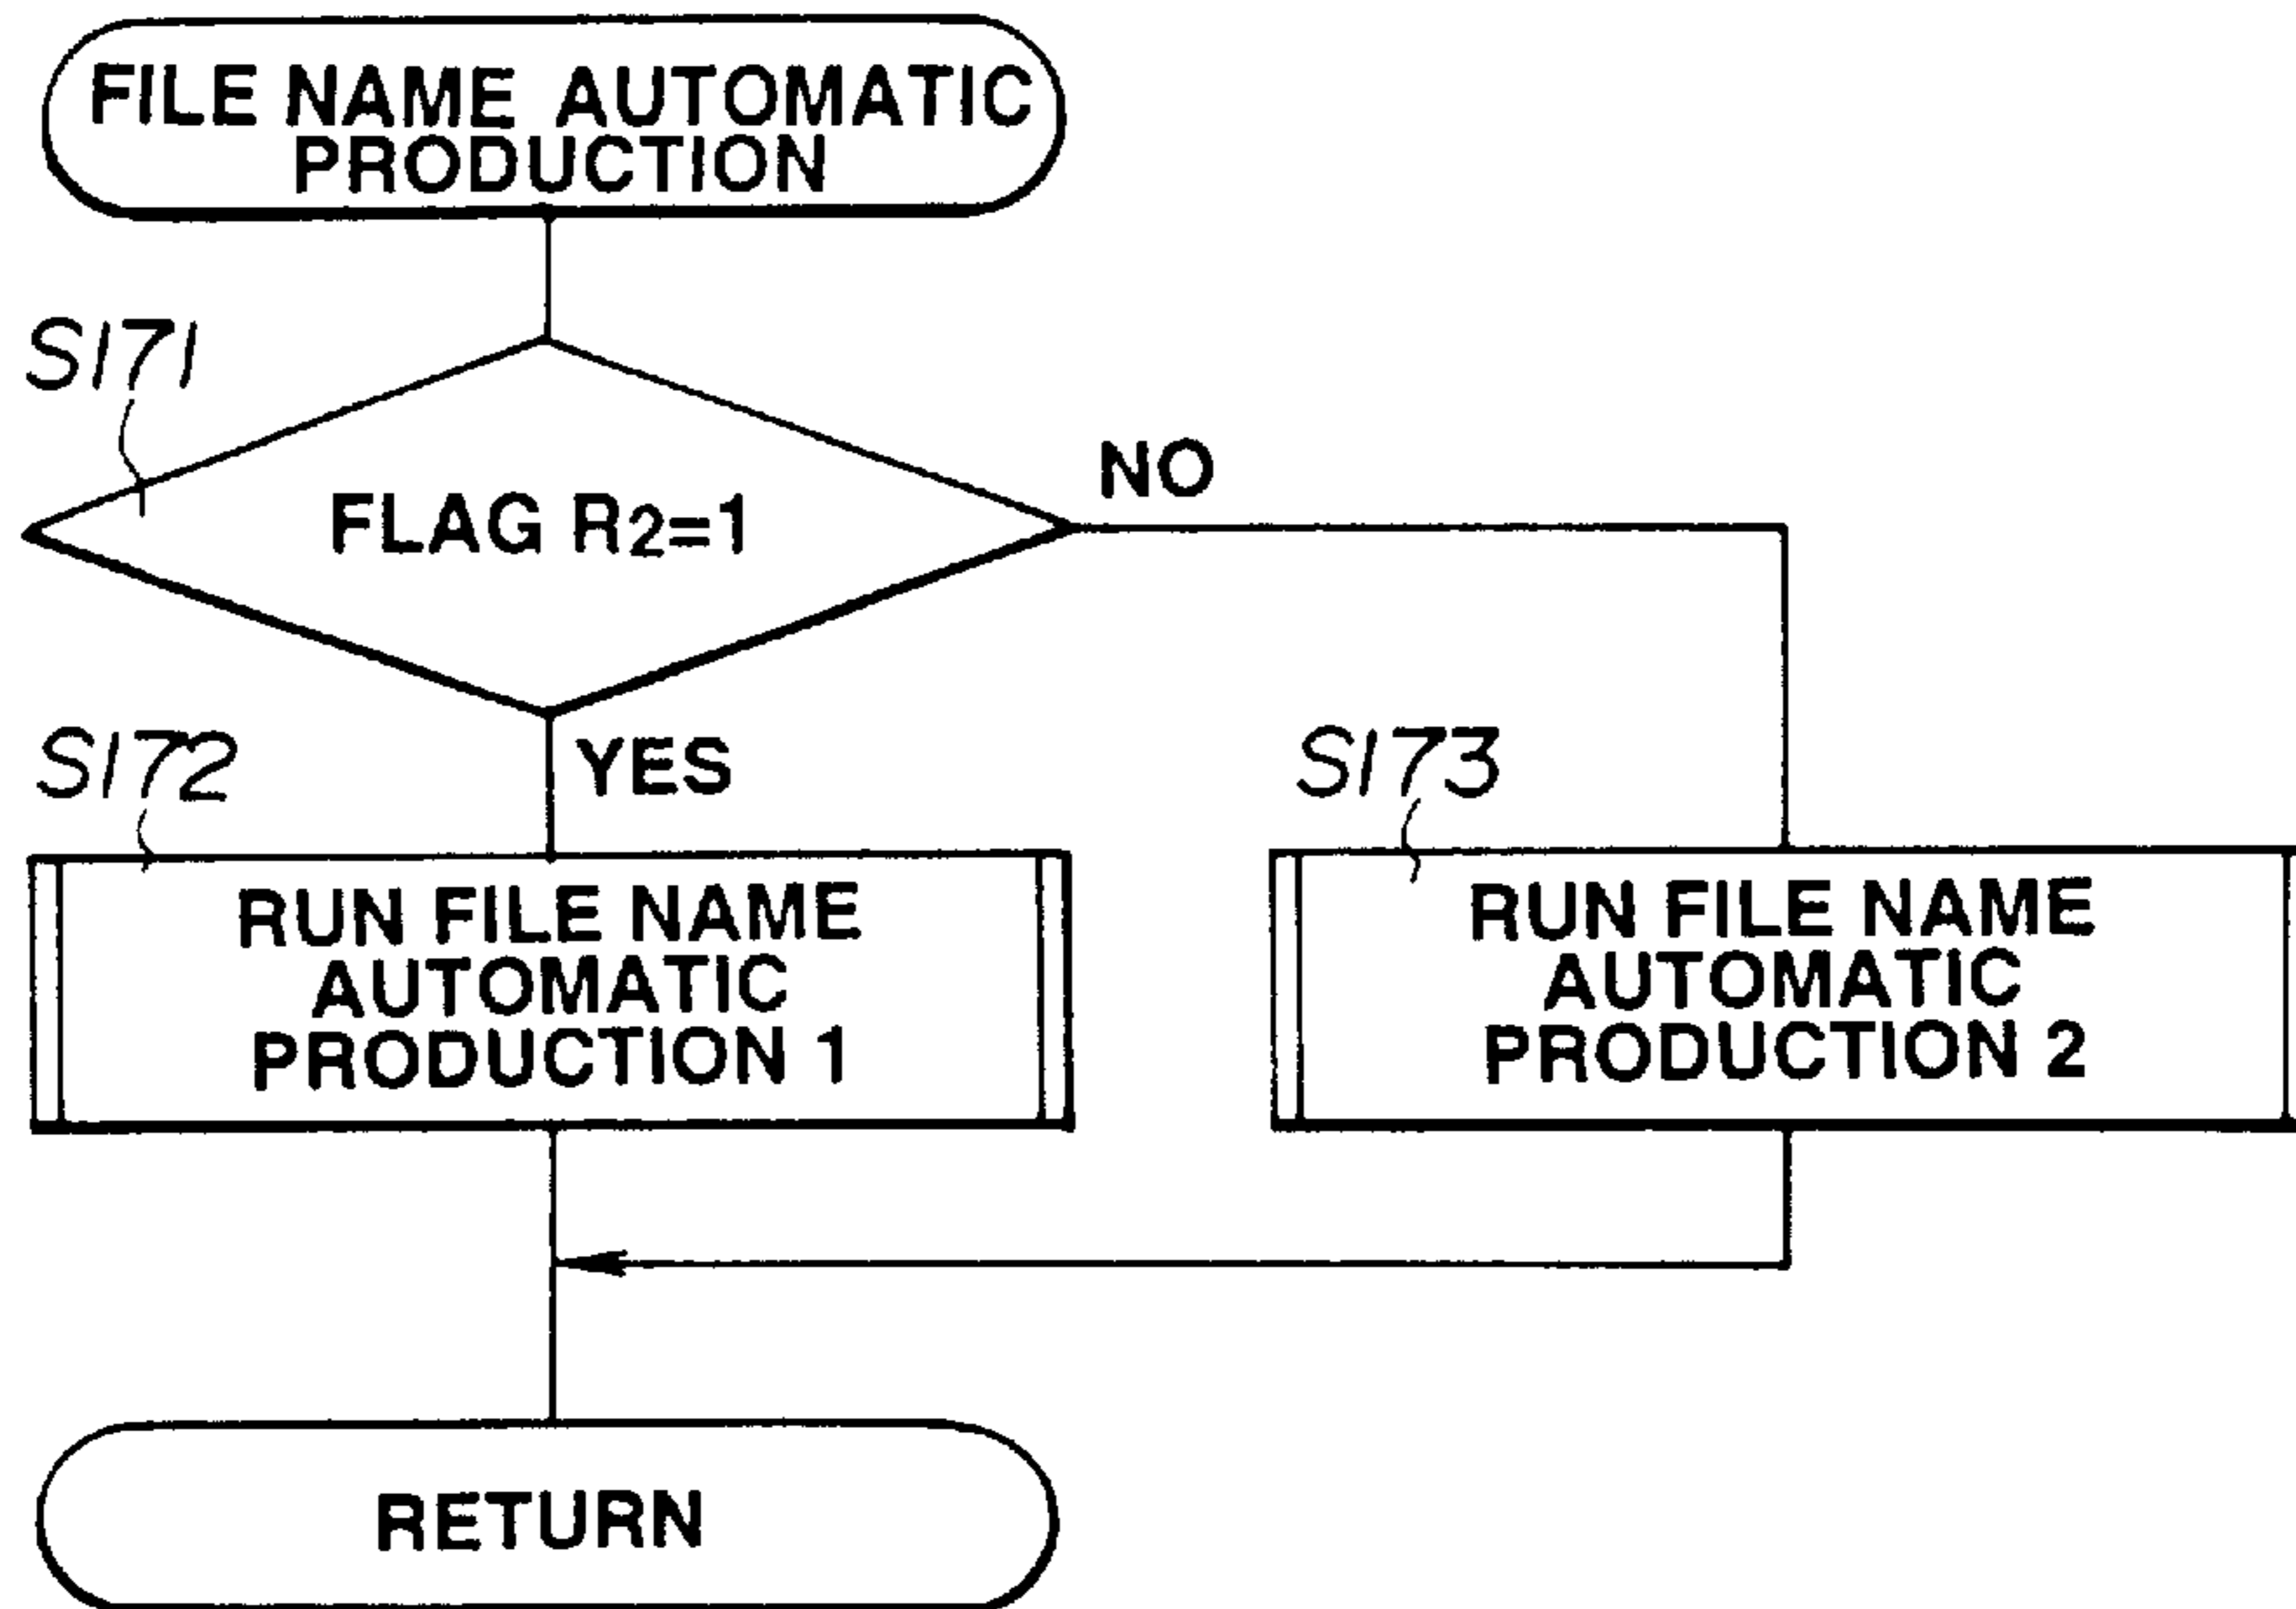 FILE NAME AUTOMATIC
PRODUCTION
S171
FLAG R2=1
NO
YES
S172
RUN FILE NAME
AUTOMATIC
PRODUCTION 1
S173
RUN FILE NAME
AUTOMATIC
PRODUCTION 2
RETURN